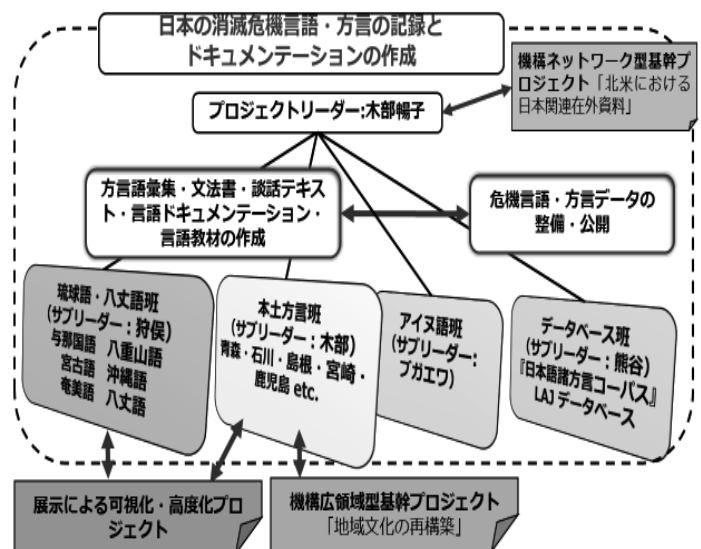 日本の消滅危機言語・方言の記録と
ドキュメンテーションの作成
機構ネットワーク型基幹プ
ロジェクト「北米における
日本関連在外資料」
プロジェクトリーダー:木部暢子
方言語彙集・文法書・談話テキス
ト・言語ドキュメンテーション・
言語教材の作成
危機言語・方言データの
整備・公開
琉球語・八丈語班
(サブリーダー:狩俣)
与那国語 八重山語
宮古語 沖縄語
奄美語 八丈語
本土方言班
(サブリーダー:木部)
青森・石川・島根・宮崎・
鹿児島 etc.
アイヌ語班
(サブリーダー:
ブガエワ)
データベース班
(サブリーダー:熊谷)
『日本語諸方言コーパス』
LAJ データベース
展示による可視化・高度化プロ
ジェクト
機構広領域型基幹プロジェクト
「地域文化の再構築」